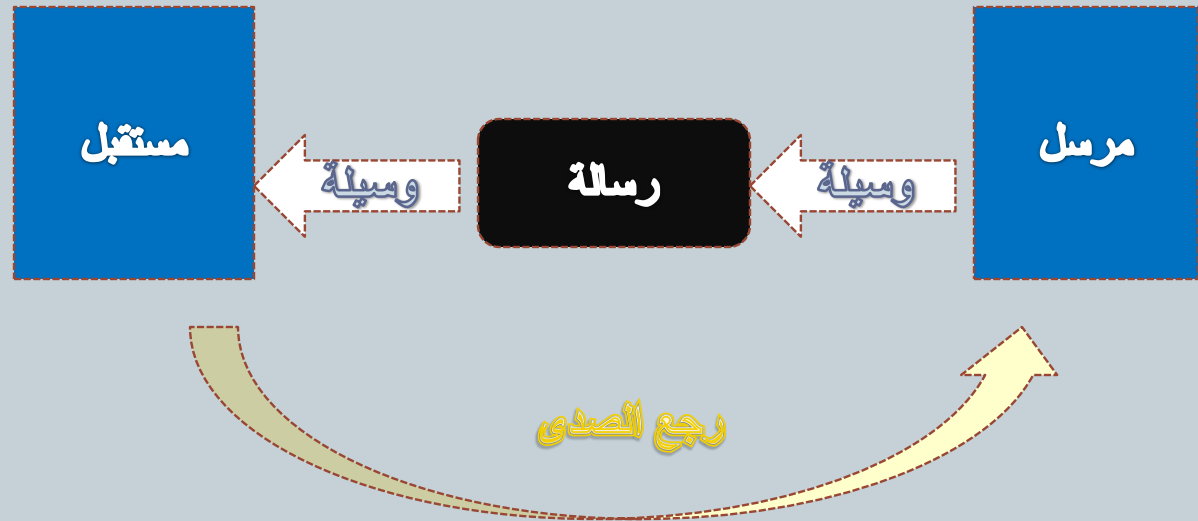 مرسل
وسيلة
رسالة
وسيلة
مستقبل
رجع الصدى